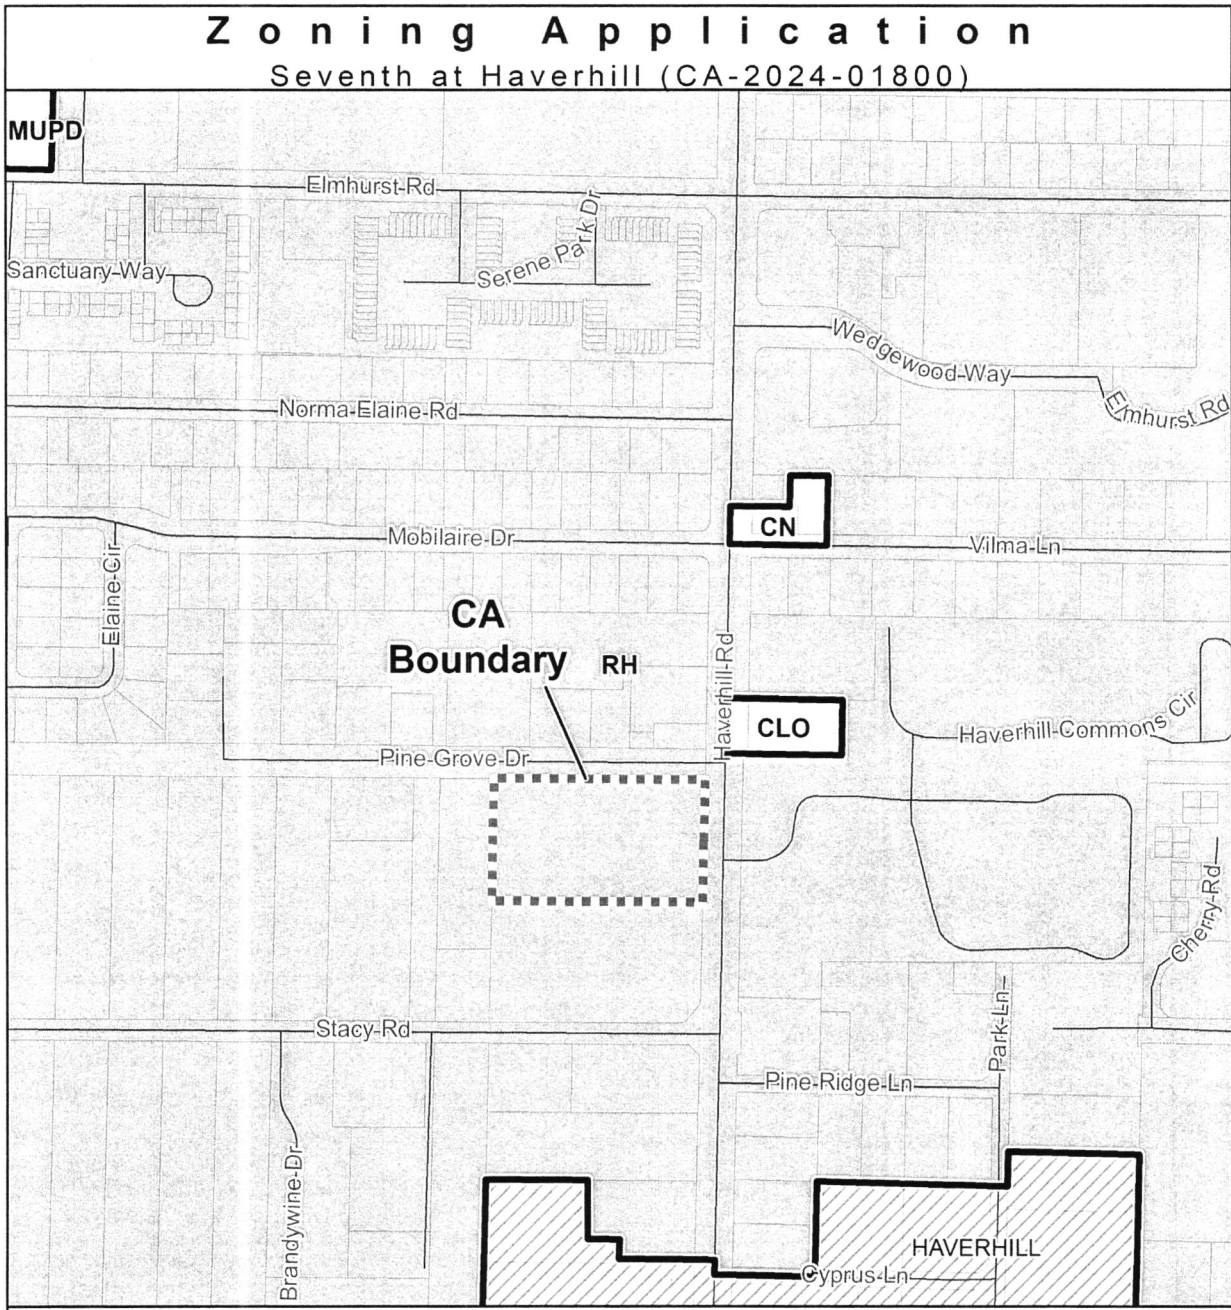 Zoning Application
Seventh at Haverhill (CA-2024-01800)
MUPD
Elmhurst Rd
Serene Park Dr
Sanctuary Way
Wedgewood Way
Elmhurst Rd
Norma Elaine Rd
CN
Mobilaire Dr
Vilma Ln
Elaine Cir
CA
Boundary
RH
Haverhill Rd
CLO
Haverhill Commons Cir
Pine Grove Dr
Cherry Rd
Stacy Rd
Park Ln
Pine Ridge Ln
Brandywine Dr
HAVERHILL
Cyprus Ln